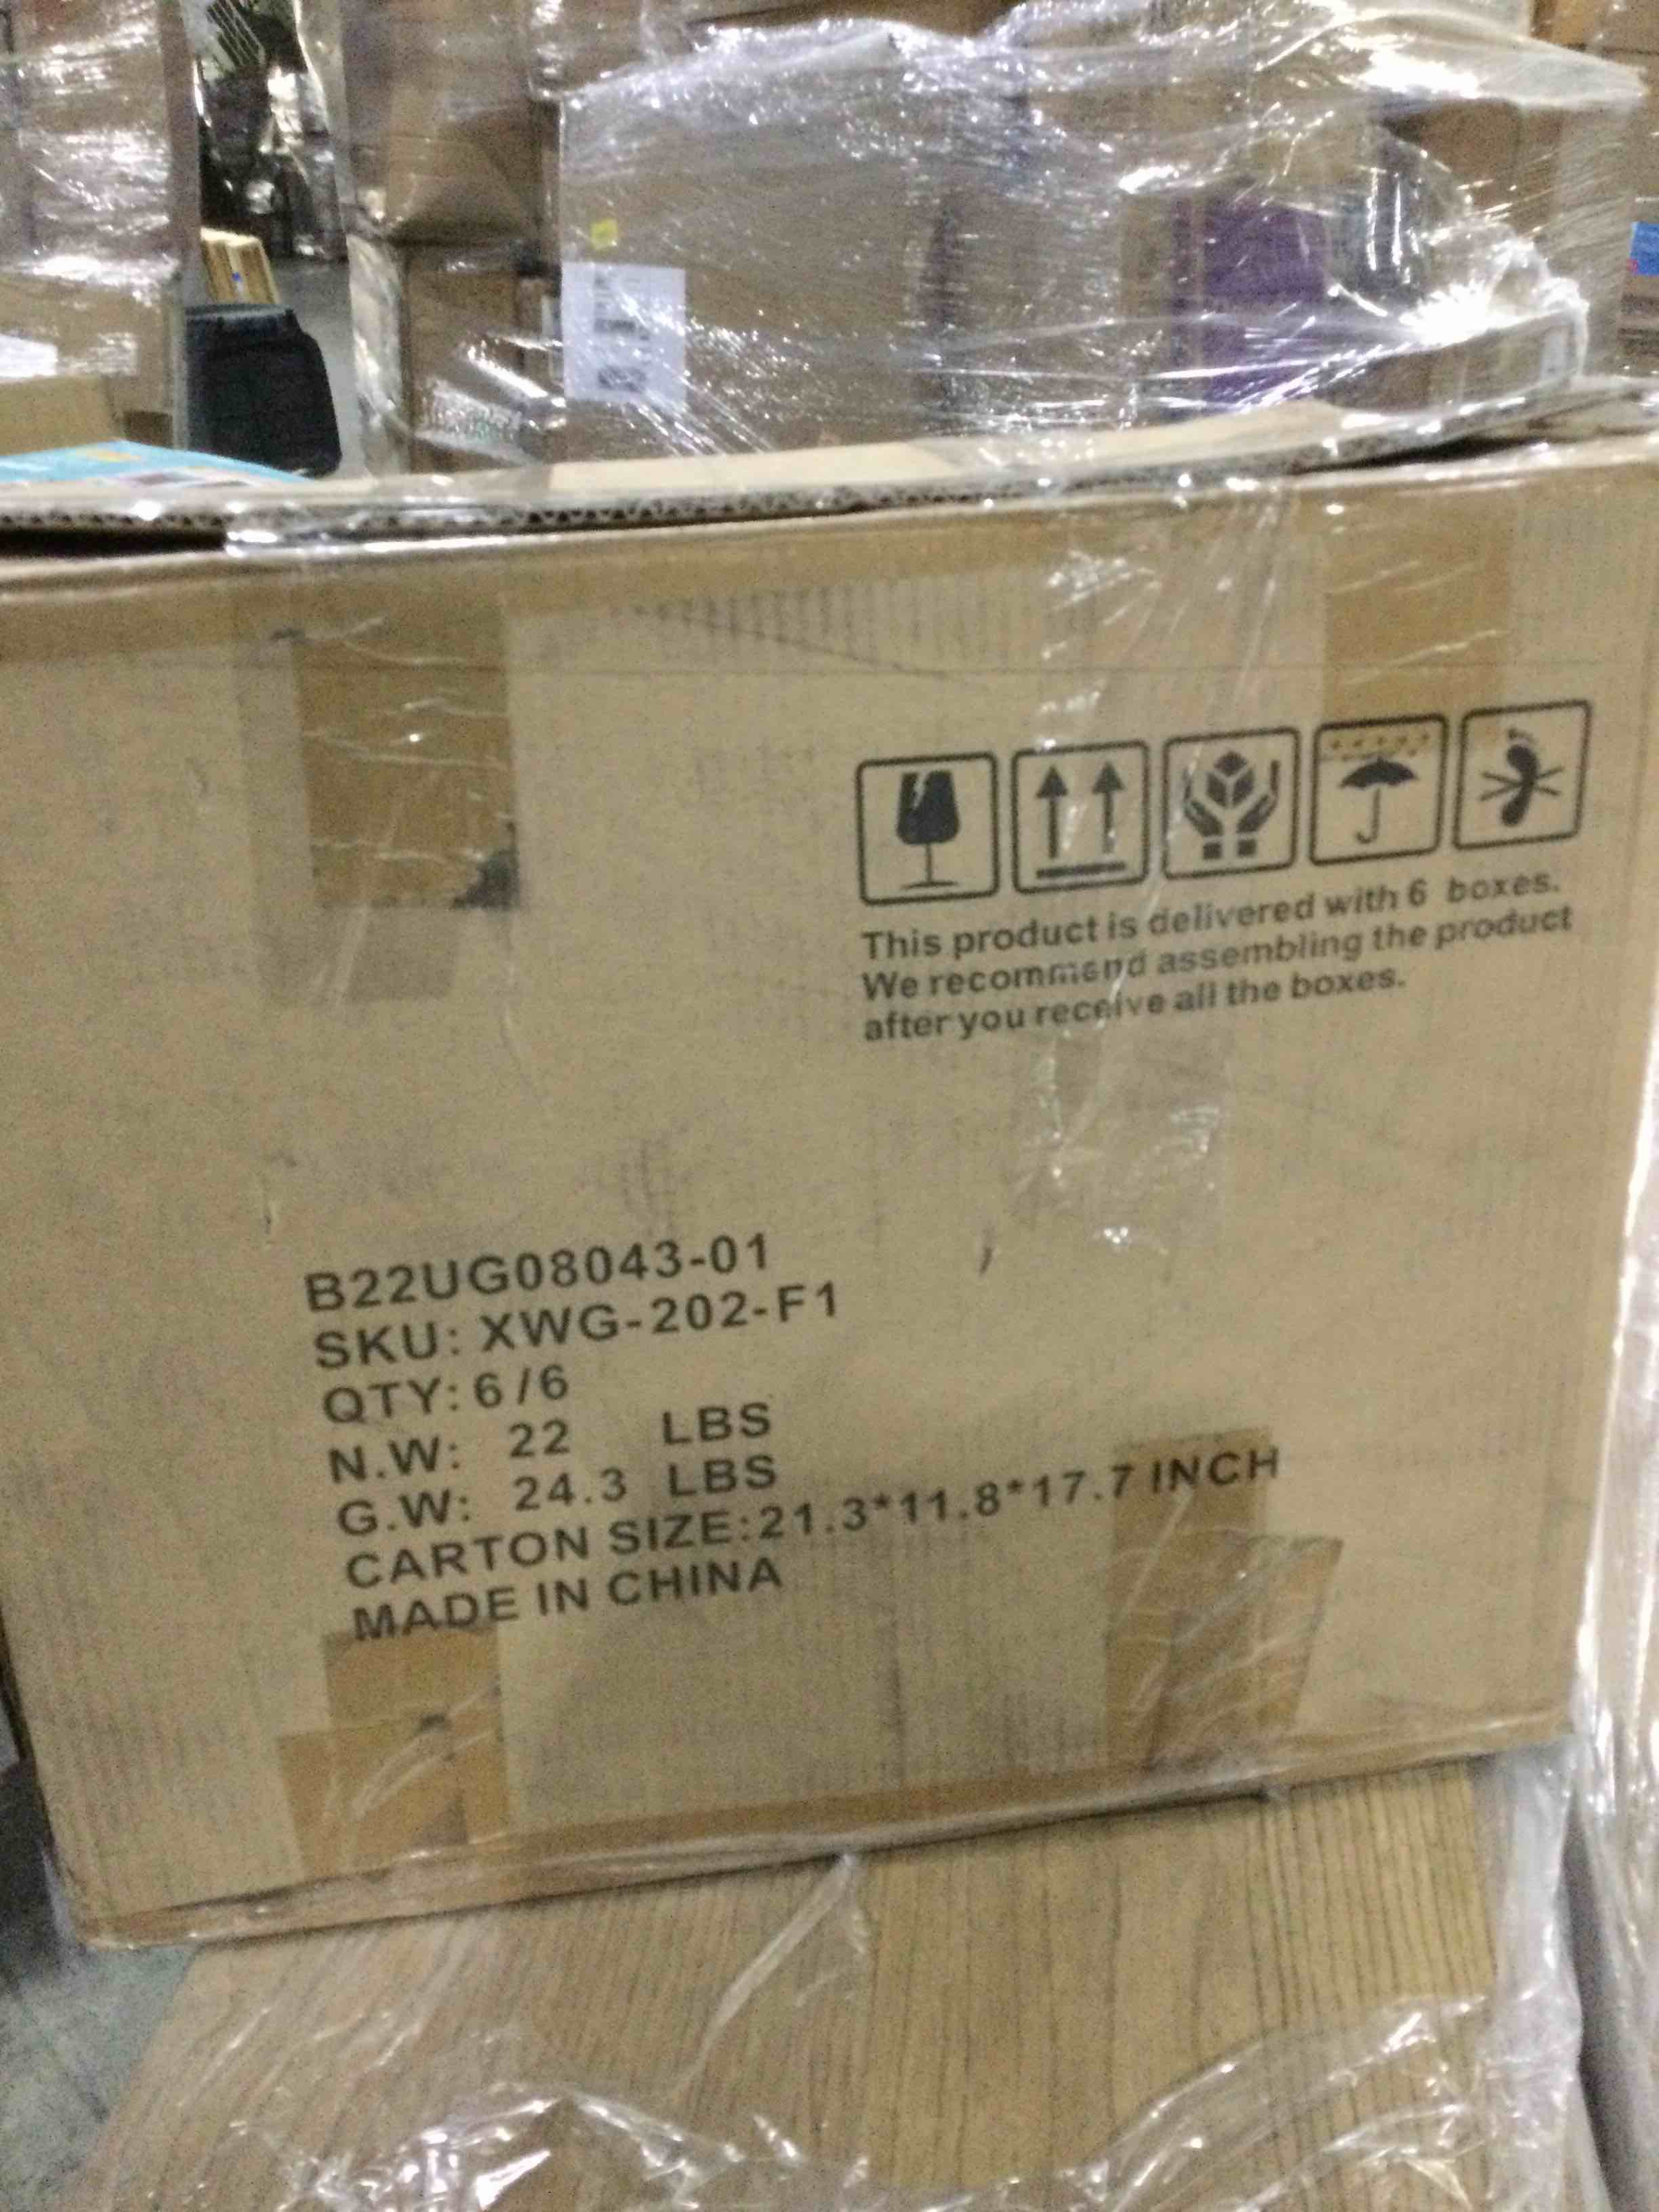 This product is delivered with 6 boxes.
We recommend assembling the product
after you receive all the boxes.
B22UG08043-01
SKU: XWG-202-F1
QTY: 6/6
N.W: 22 LBS
G.W: 24.3 LBS
CARTON SIZE:21.3*11.8*17.7 INCH
MADE IN CHINA